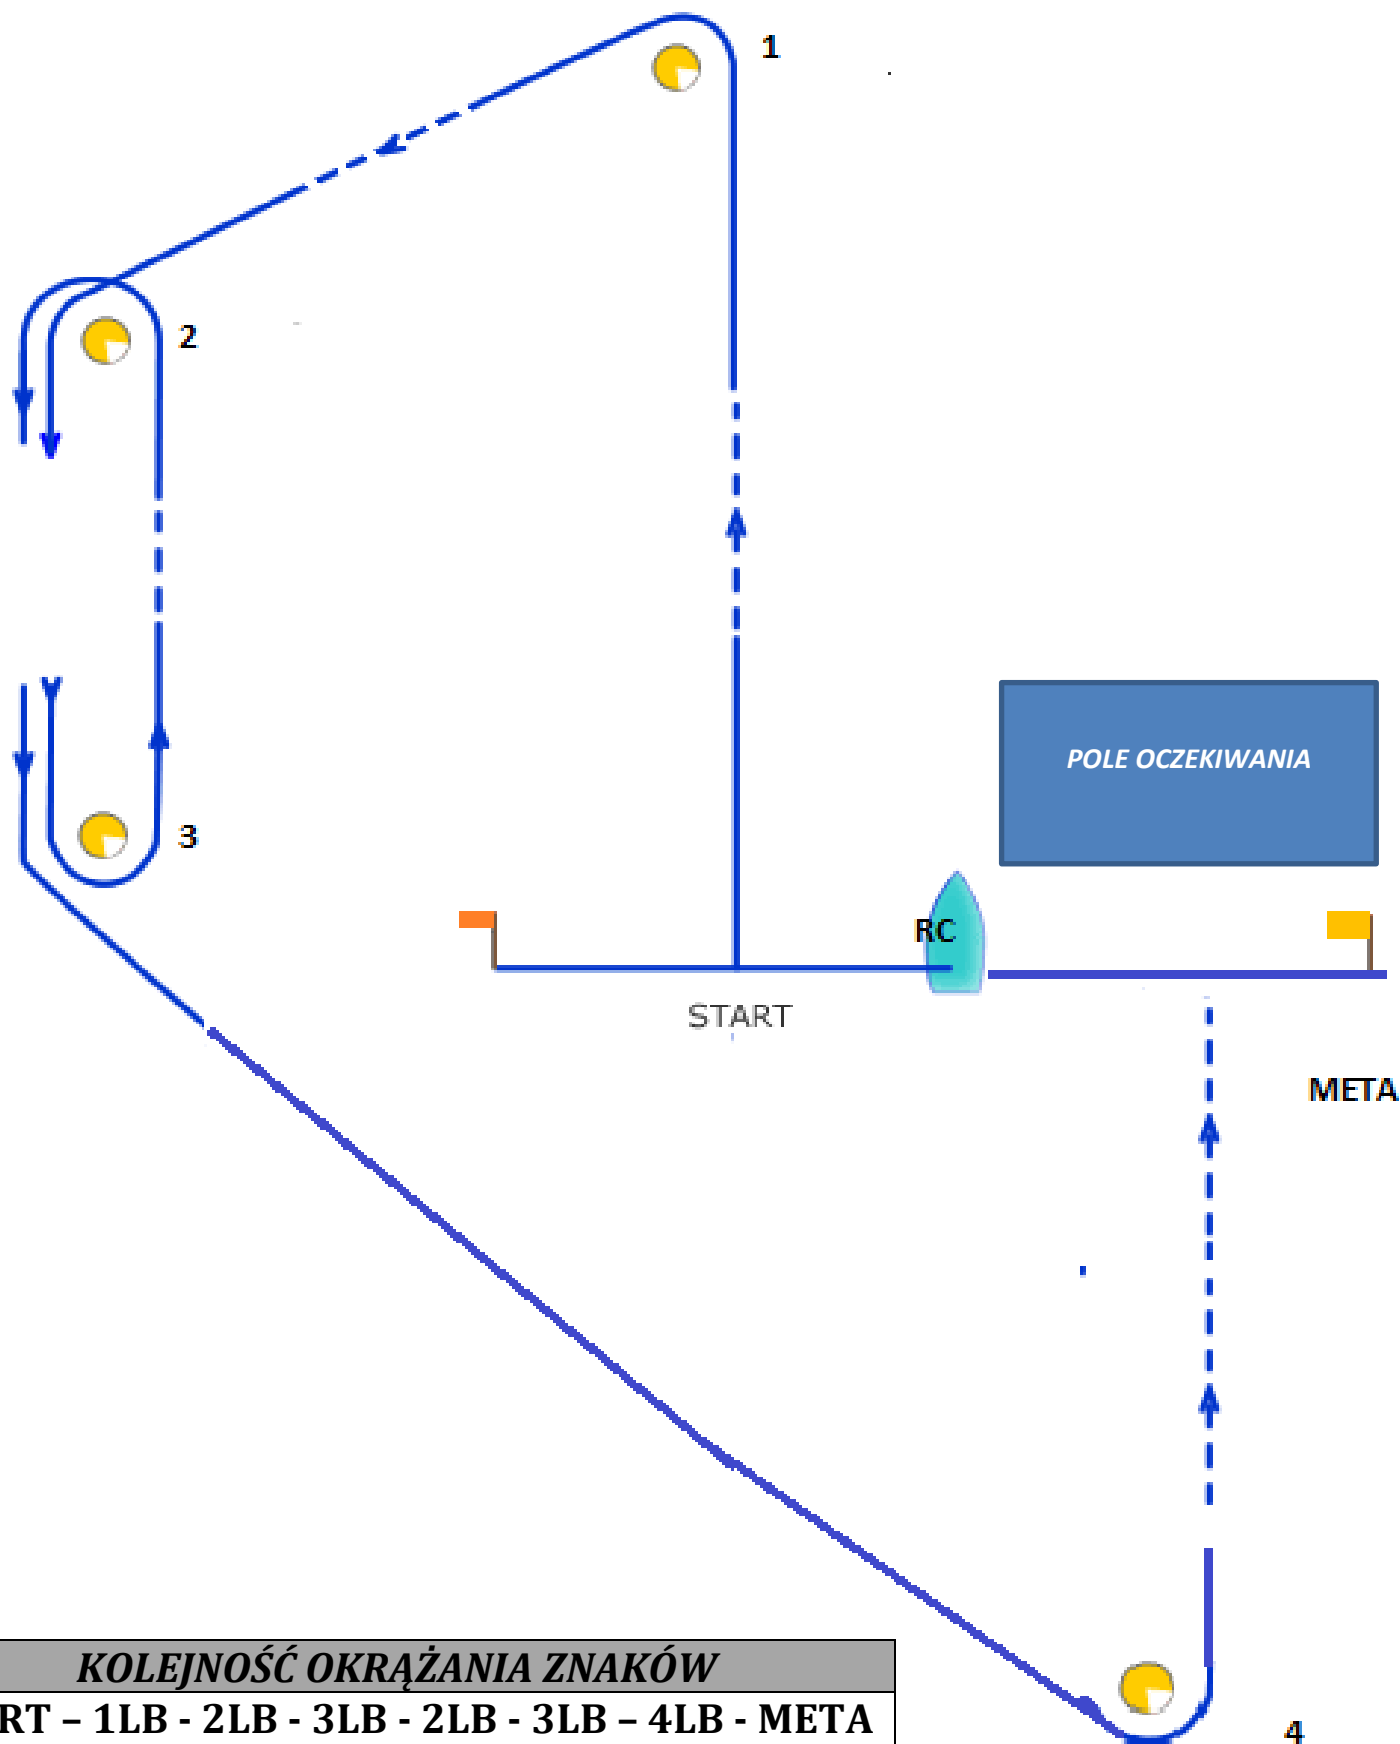 1
2
3
POLE OCZEKIWANIA
RC
START
META
KOLEJNOŚĆ OKRĄŻANIA ZNAKÓW
RT – 1LB - 2LB - 3LB - 2LB - 3LB – 4LB - META
4